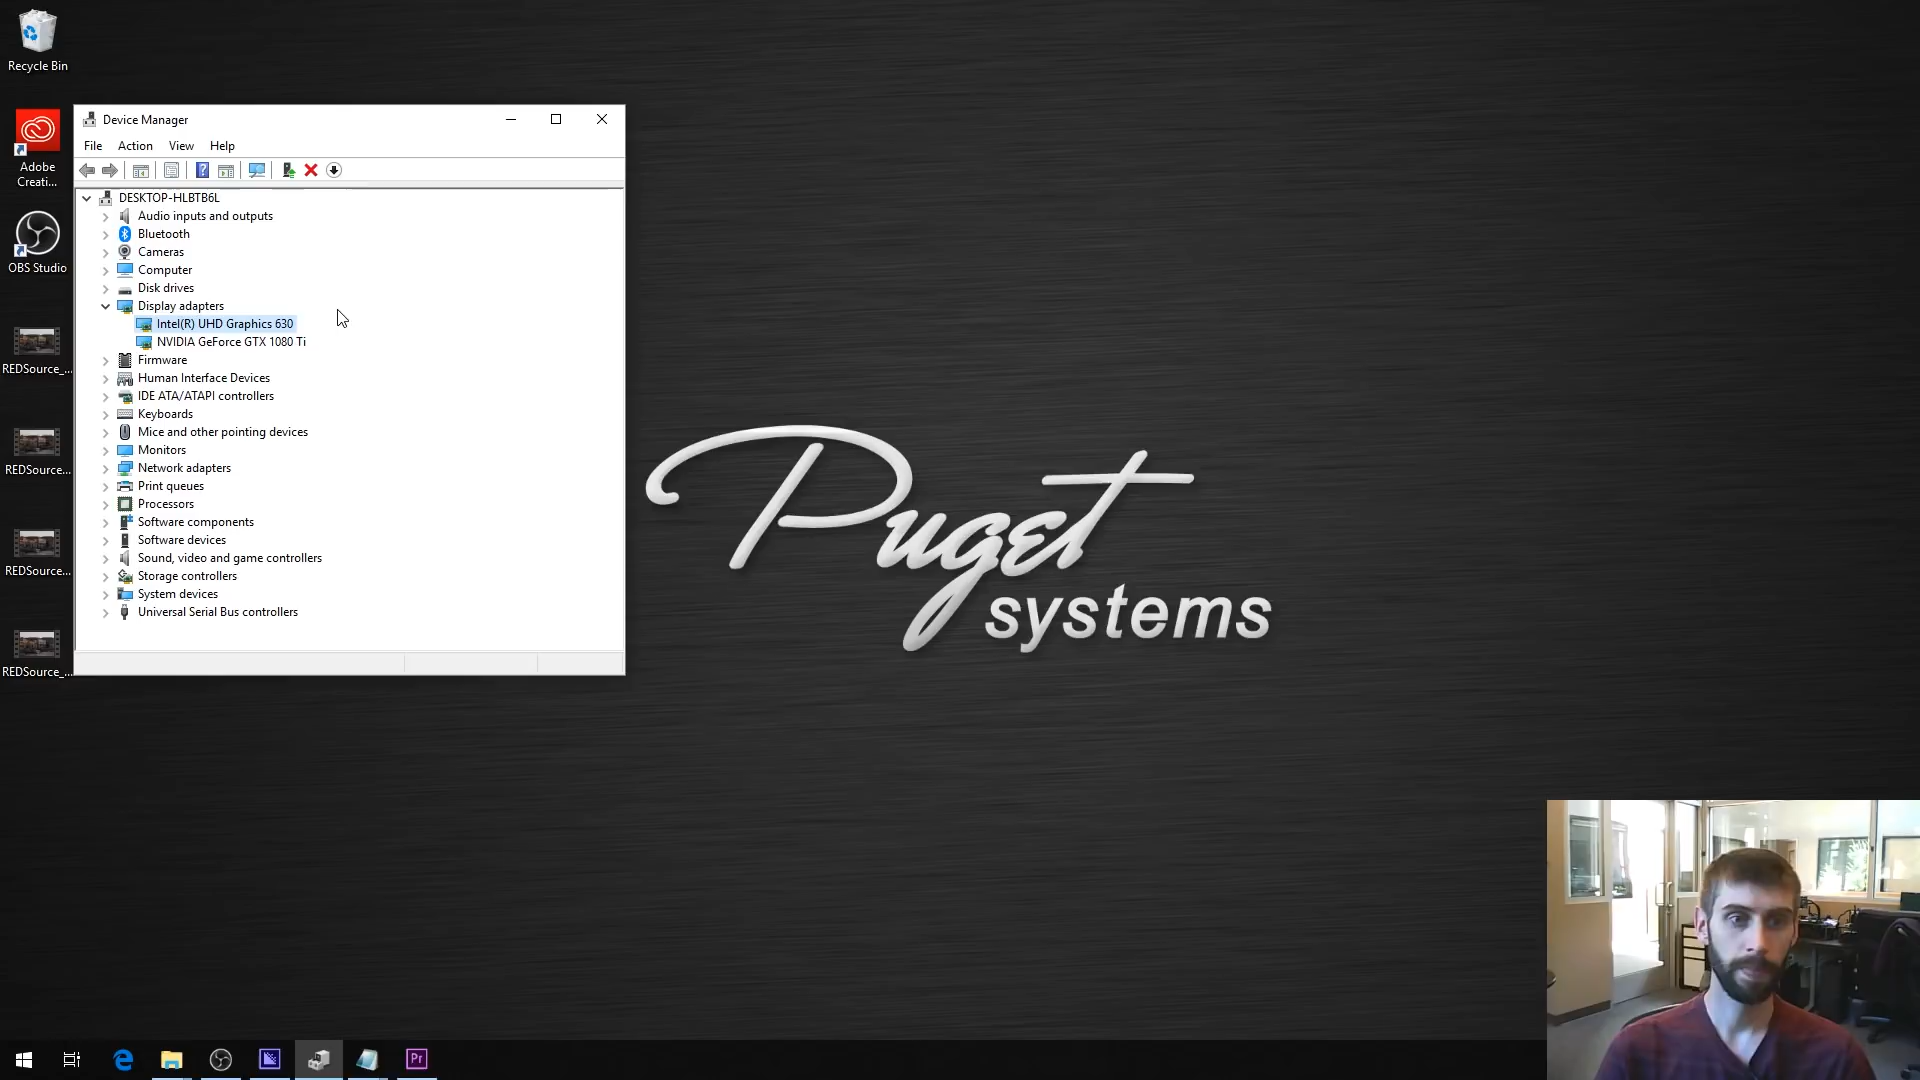 Recycle Bin
Adobe
Creati...
OBS Studio
REDSource_...
REDSource...
REDSource...
REDSource_...
Device Manager
File Action View Help
DESKTOP-HLBTB6L
Audio inputs and outputs
Bluetooth
Cameras
Computer
Disk drives
Display adapters
Intel(R) UHD Graphics 630
NVIDIA GeForce GTX 1080 Ti
Firmware
Human Interface Devices
IDE ATA/ATAPI controllers
Keyboards
Mice and other pointing devices
Monitors
Network adapters
Print queues
Processors
Software components
Software devices
Sound, video and game controllers
Storage controllers
System devices
Universal Serial Bus controllers
Puget
systems
Pr